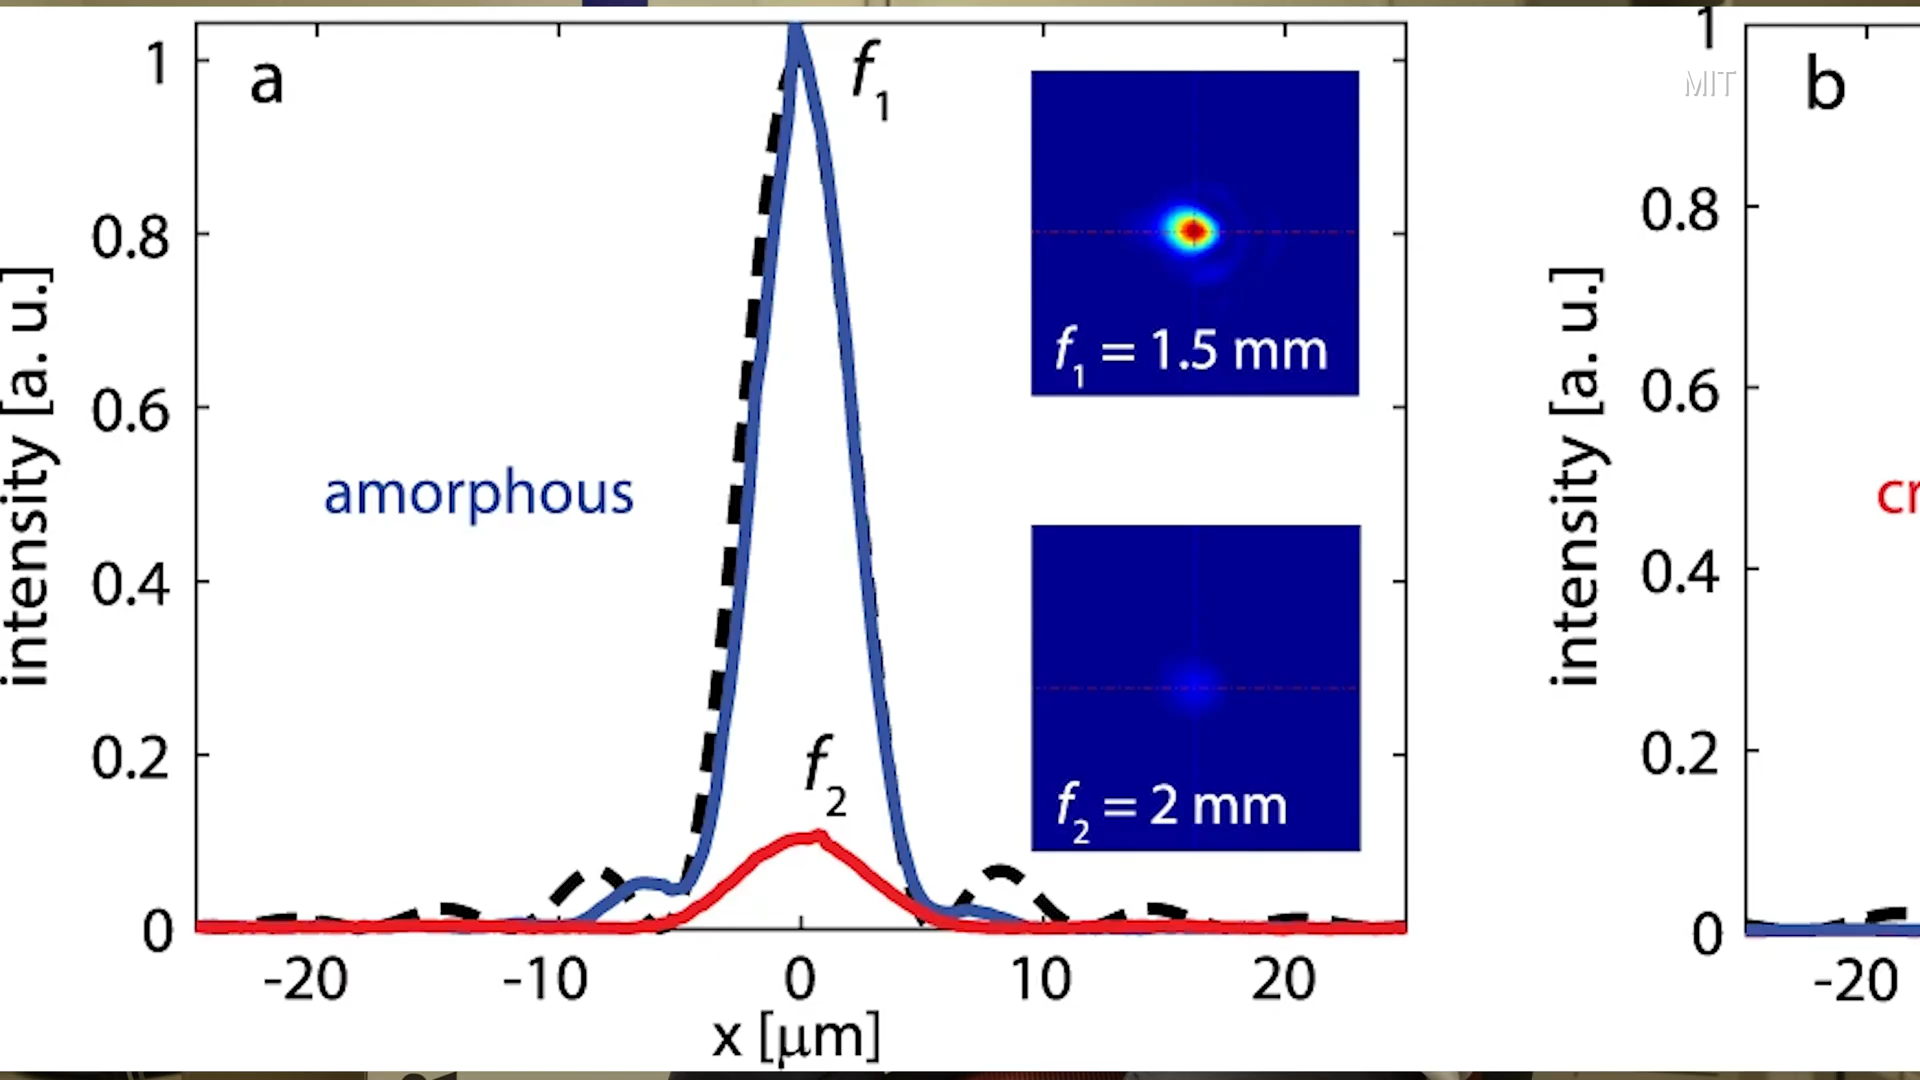 a
f1
f1 = 1.5 mm
amorphous
f2
f2 = 2 mm
intensity [a. u.]
1
0.8
0.6
0.4
0.2
0
-20
-10
0
10
20
x [μm]
MIT
b
intensity [a. u.]
1
0.8
0.6
0.4
0.2
0
cr
-20